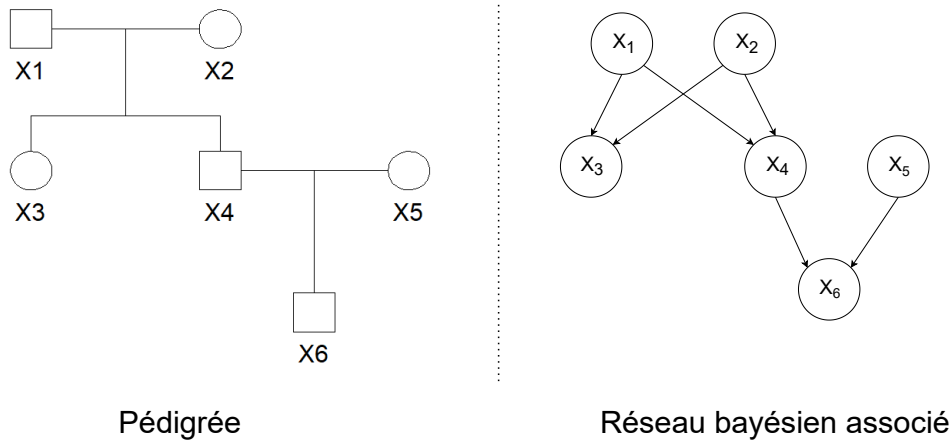 X1 X2
X3 X4 X5
X6
Pédigrée
X₁ X₂
X₃ X₄ X₅
X₆
Réseau bayésien associé